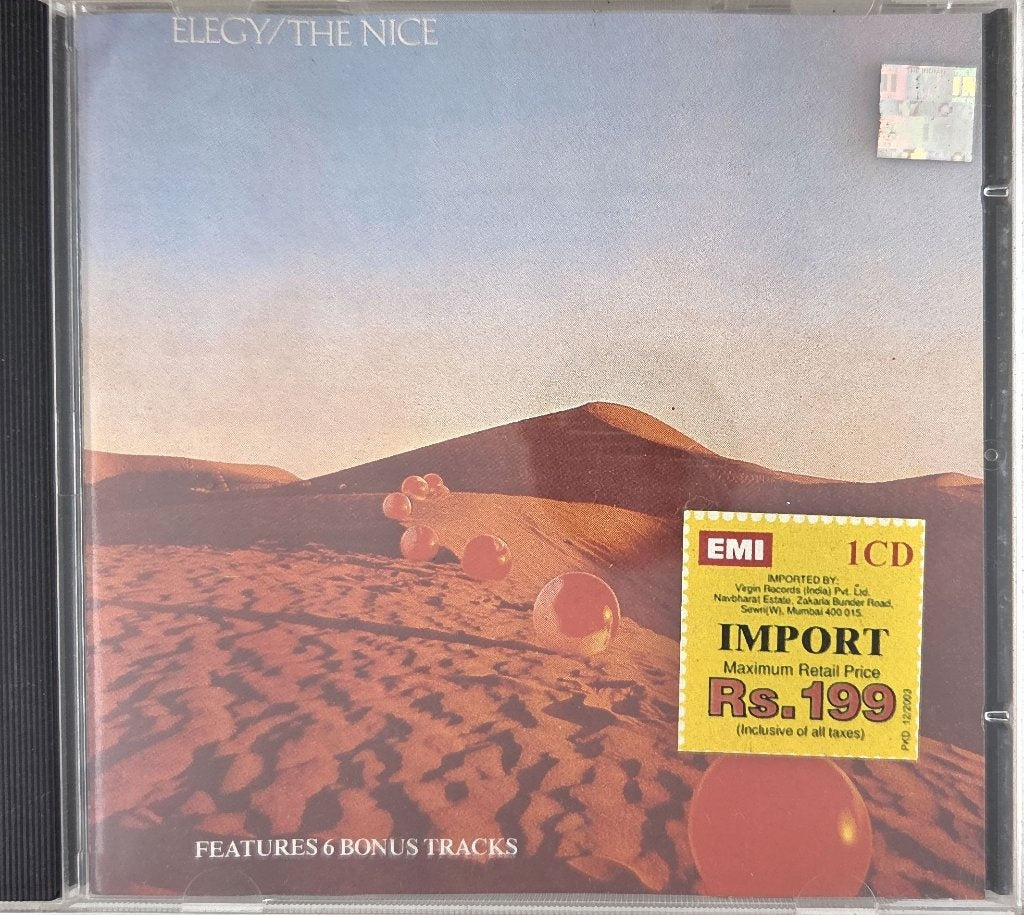 ELEGY/THE NICE
EMI
1CD
IMPORTED BY:
Virgin Records (India) Pvt. Ltd.
Navbharat Estate, Zakaria Bunder Road,
Sewri(W), Mumbai 400 015.
IMPORT
Maximum Retail Price
Rs.199
(Inclusive of all taxes)
PKD 12/2003
FEATURES 6 BONUS TRACKS